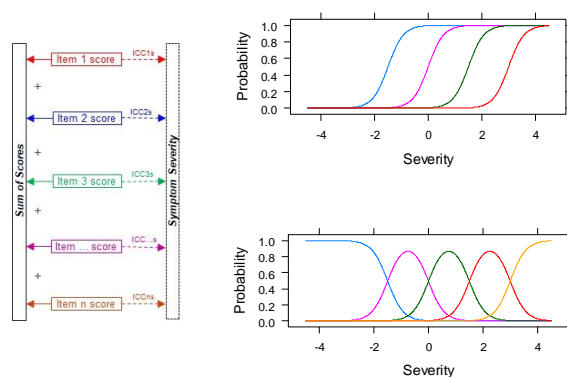 Sum of Scores
Item 1 score
ICC1s
+
Item 2 score
ICC2s
+
Item 3 score
ICC3s
+
Item ... score
ICC...s
+
Item n score
ICCns
Symptom Severity
Probability
1.0
0.8
0.6
0.4
0.2
0.0
-4 -2 0 2 4
Severity
Probability
1.0
0.8
0.6
0.4
0.2
0.0
-4 -2 0 2 4
Severity